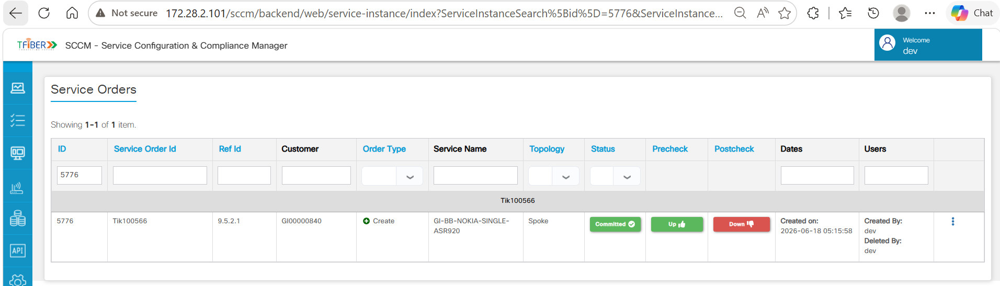 Not secure 172.28.2.101/sccm/backend/web/service-instance/index?ServiceInstanceSearch%5Bid%5D=5776&ServiceInstance... Chat
TFIBER SCCM - Service Configuration & Compliance Manager
Welcome
dev
Service Orders
Showing 1-1 of 1 item.
ID Service Order Id Ref Id Customer Order Type Service Name Topology Status Precheck Postcheck Dates Users
5776
Tik100566
5776 Tik100566 9.5.2.1 GI00000840 Create GI-BB-NOKIA-SINGLE- Spoke Committed Up Down Created on: Created By:
ASR920 2026-06-18 05:15:58 dev
Deleted By:
dev
API